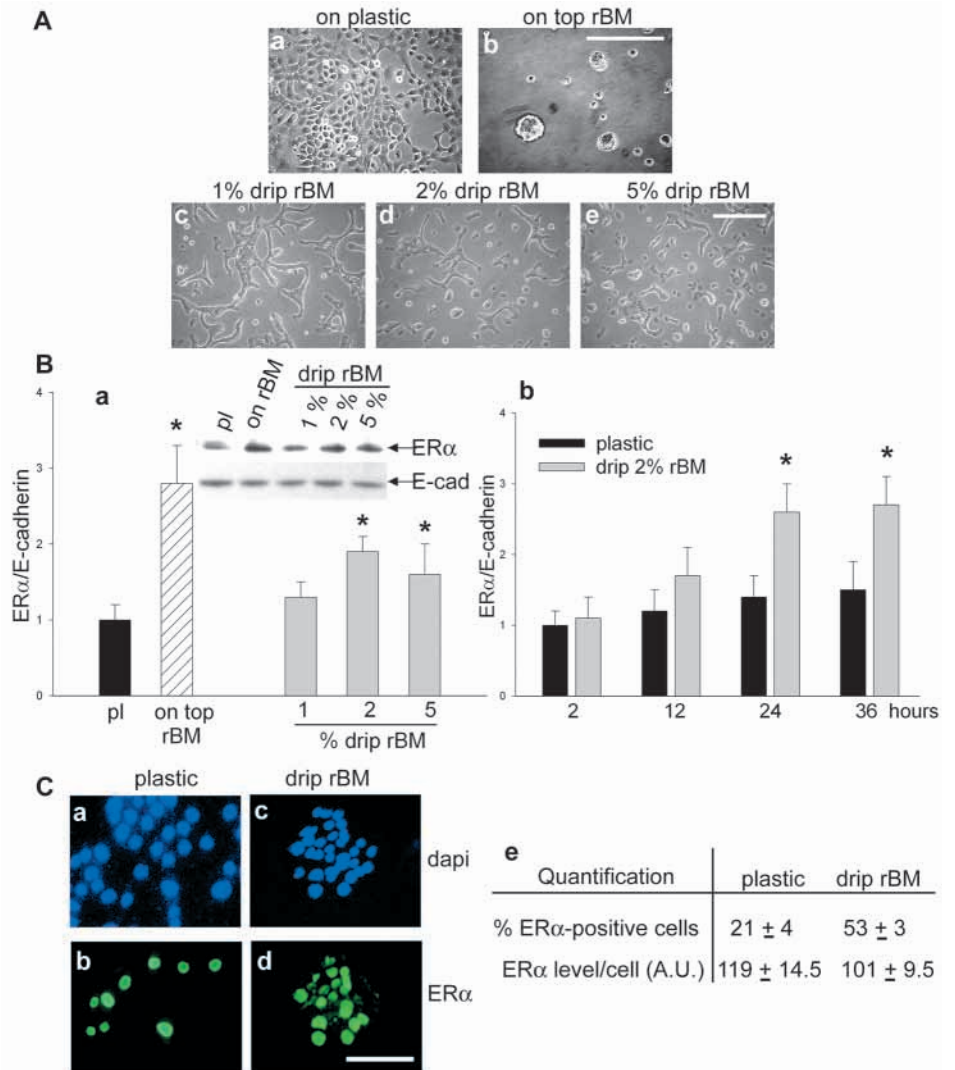 A
on plastic
on top rBM
a
b
1% drip rBM
2% drip rBM
5% drip rBM
c
d
e
B
a
drip rBM
pl
on rBM
1 %
2 %
5 %
ERα
E-cad
ERα/E-cadherin
4
3
2
1
0
*
*
*
pl
on top
rBM
1
2
5
% drip rBM
b
plastic
drip 2% rBM
ERα/E-cadherin
4
3
2
1
0
*
*
2
12
24
36 hours
C
plastic
drip rBM
a
c
dapi
b
d
ERα
e
Quantification plastic drip rBM
% ERα-positive cells 21 ± 4 53 ± 3
ERα level/cell (A.U.) 119 ± 14.5 101 ± 9.5